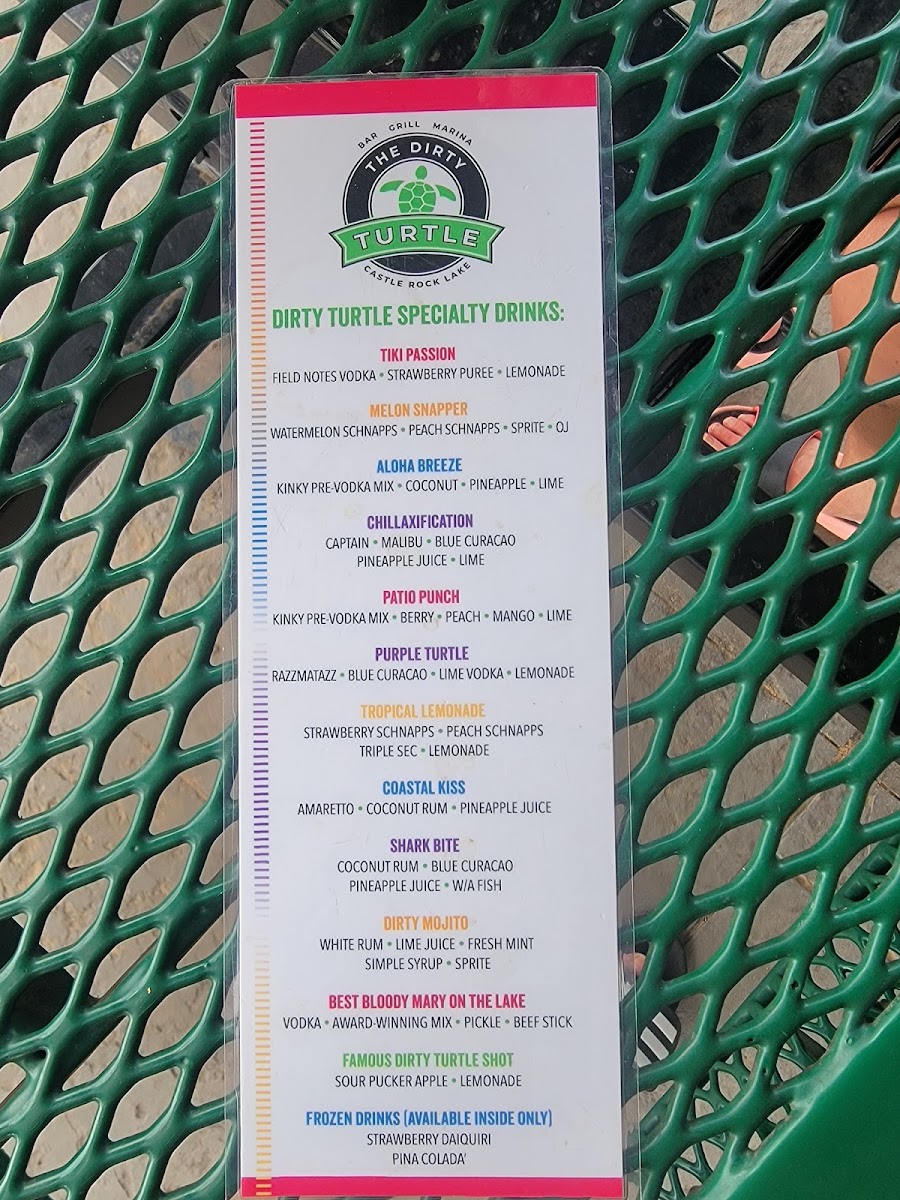 BAR GRILL MARINA
THE DIRTY
TURTLE
CASTLE ROCK LAKE
DIRTY TURTLE SPECIALTY DRINKS:
TIKI PASSION
FIELD NOTES VODKA • STRAWBERRY PUREE • LEMONADE
MELON SNAPPER
WATERMELON SCHNAPPS • PEACH SCHNAPPS • SPRITE • OJ
ALOHA BREEZE
KINKY PRE-VODKA MIX • COCONUT • PINEAPPLE • LIME
CHILLAXIFICATION
CAPTAIN • MALIBU • BLUE CURACAO
PINEAPPLE JUICE • LIME
PATIO PUNCH
KINKY PRE-VODKA MIX • BERRY • PEACH • MANGO • LIME
PURPLE TURTLE
RAZZMATAZZ • BLUE CURACAO • LIME VODKA • LEMONADE
TROPICAL LEMONADE
STRAWBERRY SCHNAPPS • PEACH SCHNAPPS
TRIPLE SEC • LEMONADE
COASTAL KISS
AMARETTO • COCONUT RUM • PINEAPPLE JUICE
SHARK BITE
COCONUT RUM • BLUE CURACAO
PINEAPPLE JUICE • W/A FISH
DIRTY MOJITO
WHITE RUM • LIME JUICE • FRESH MINT
SIMPLE SYRUP • SPRITE
BEST BLOODY MARY ON THE LAKE
VODKA • AWARD-WINNING MIX • PICKLE • BEEF STICK
FAMOUS DIRTY TURTLE SHOT
SOUR PUCKER APPLE • LEMONADE
FROZEN DRINKS (AVAILABLE INSIDE ONLY)
STRAWBERRY DAIQUIRI
PINA COLADA'